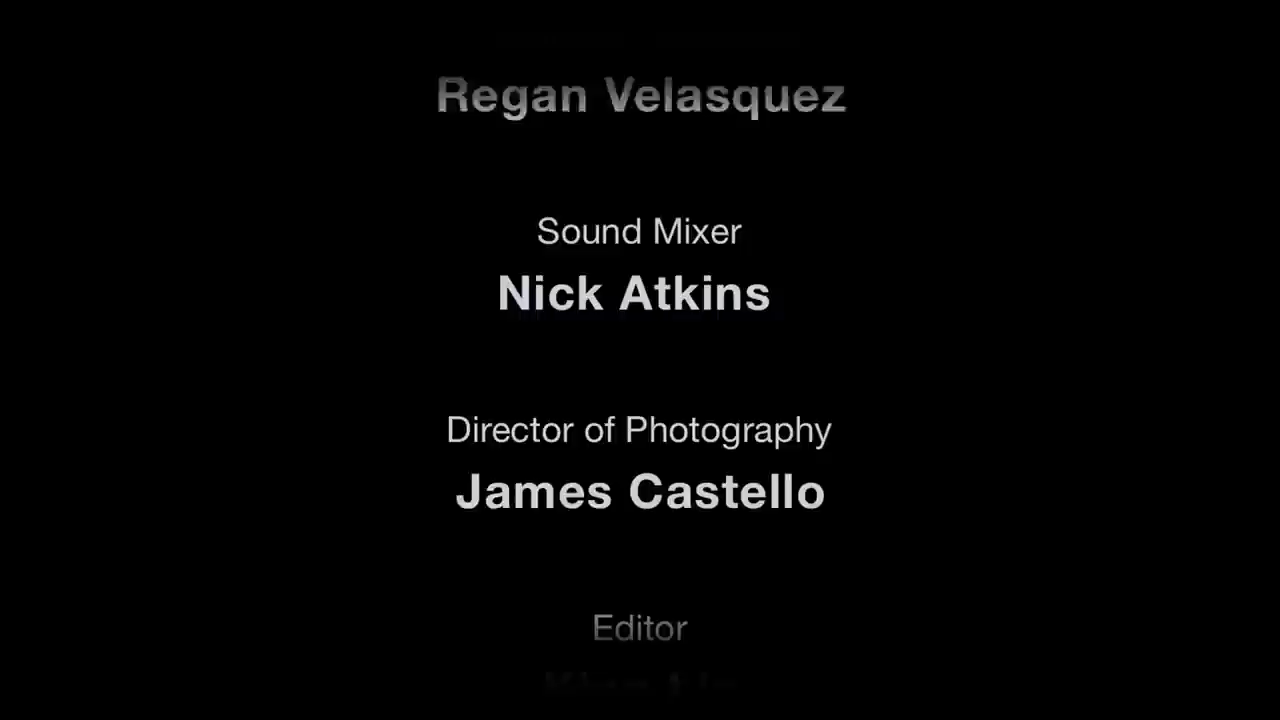 Regan Velasquez
Sound Mixer
Nick Atkins
Director of Photography
James Castello
Editor